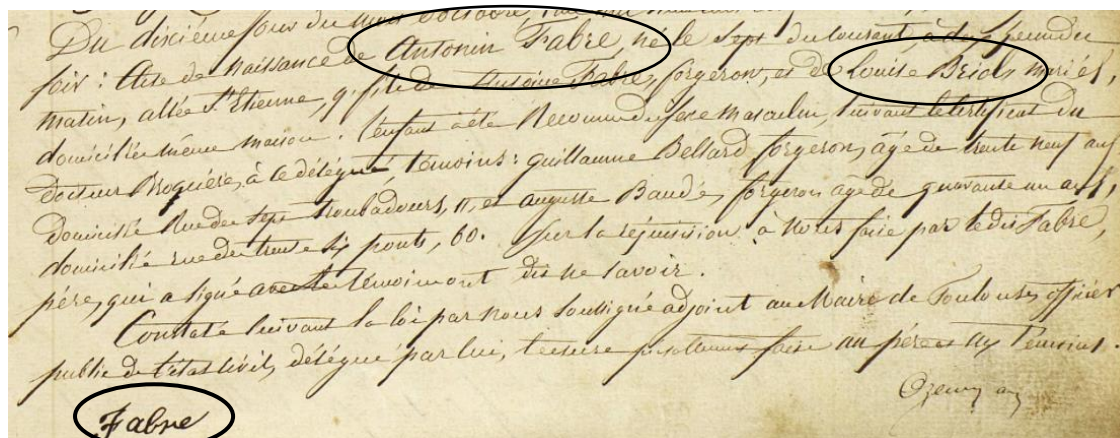 Du dixième jour du mois d'octobre
foix : Acte de naissance de Antonin Fabre, né le sept du courant, à du
matin, allée St Etienne, 9, fils de Antoine Fabre, forgeron, et de Louise Briol, mariés
domiciliés même maison. l'enfant a été Reconnu du sexe masculin, suivant le certificat du
docteur Broquère, à ce délégué, témoins : guillaume Bellard, forgeron, âgé de trente neuf ans
domicilié Rue des sept troubadours, 11, et auguste Baudé, forgeron âgé de quarante un ans,
domicilié rue des trente six ponts, 60. Sur la réquisition à Nous faite par ledit Fabre,
père, qui a signé témoins ont dit ne savoir.
Constaté suivant la loi par nous soussigné adjoint au Maire de Toulouse, officier
public de l'état civil, délégué par lui, lecture faite au père et aux Témoins.
Ozenne
Fabre